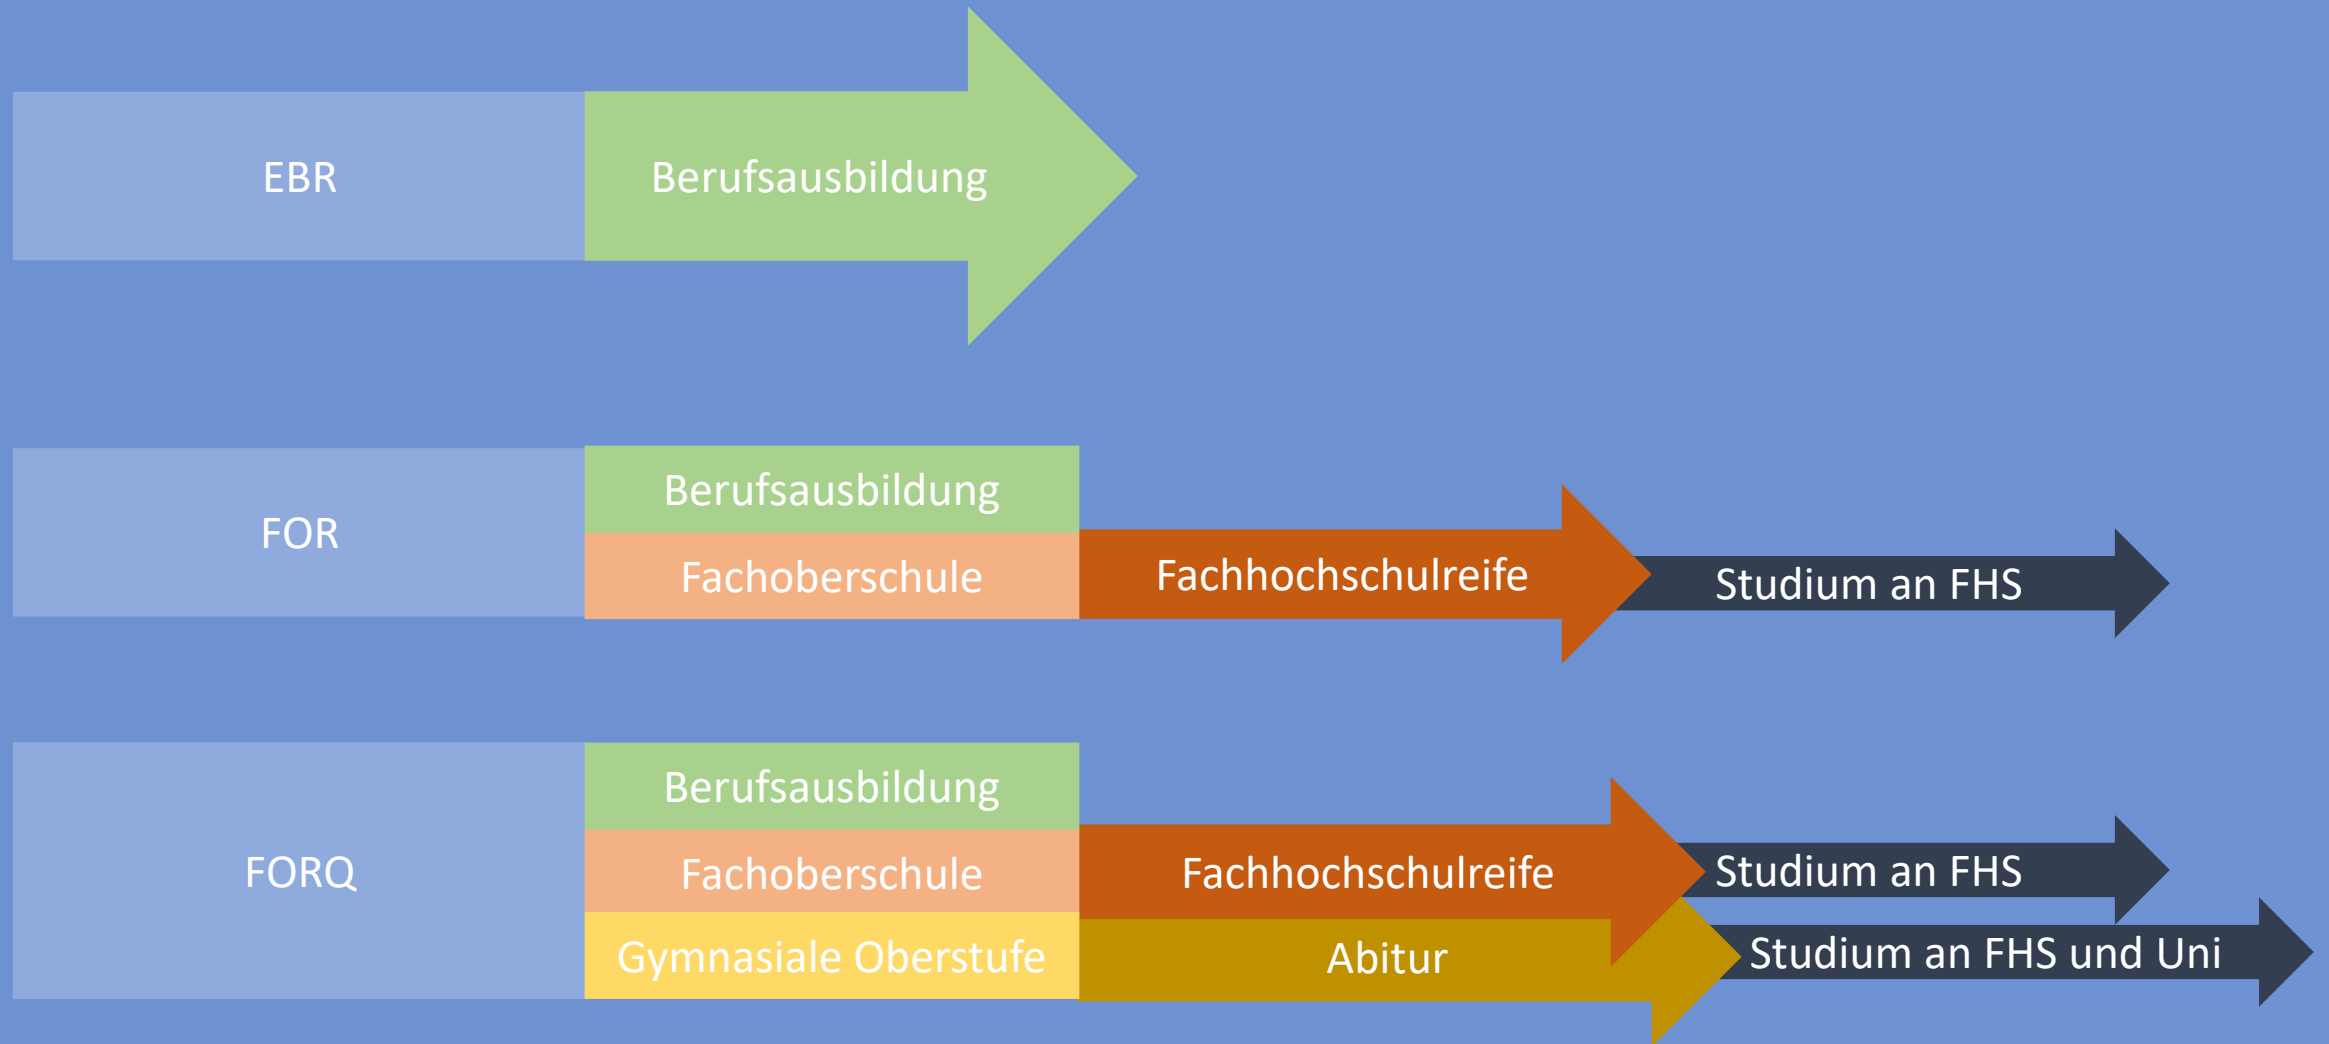 EBR
Berufsausbildung
FOR
Berufsausbildung
Fachoberschule
Fachhochschulreife
Studium an FHS
FORQ
Berufsausbildung
Fachoberschule
Fachhochschulreife
Studium an FHS
Gymnasiale Oberstufe
Abitur
Studium an FHS und Uni